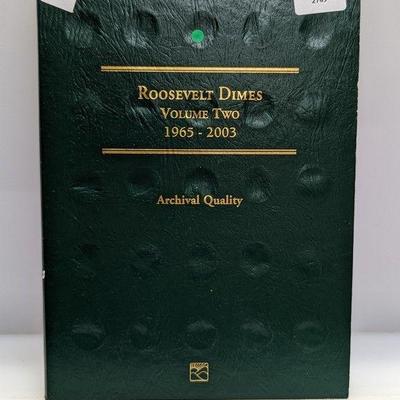 ROOSEVELT DIMES
VOLUME TWO
1965 - 2003
Archival Quality